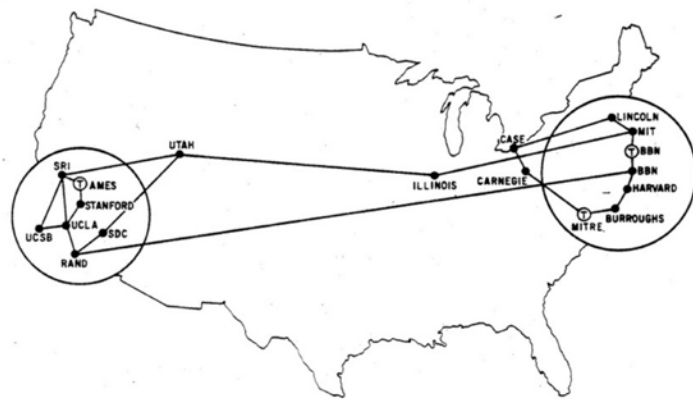 LINCOLN
CASE
MIT
UTAH
T BBN
SRI
BBN
T AMES
ILLINOIS
CARNEGIE
HARVARD
STANFORD
T
BURROUGHS
MITRE
UCLA
UCSB
SDC
RAND